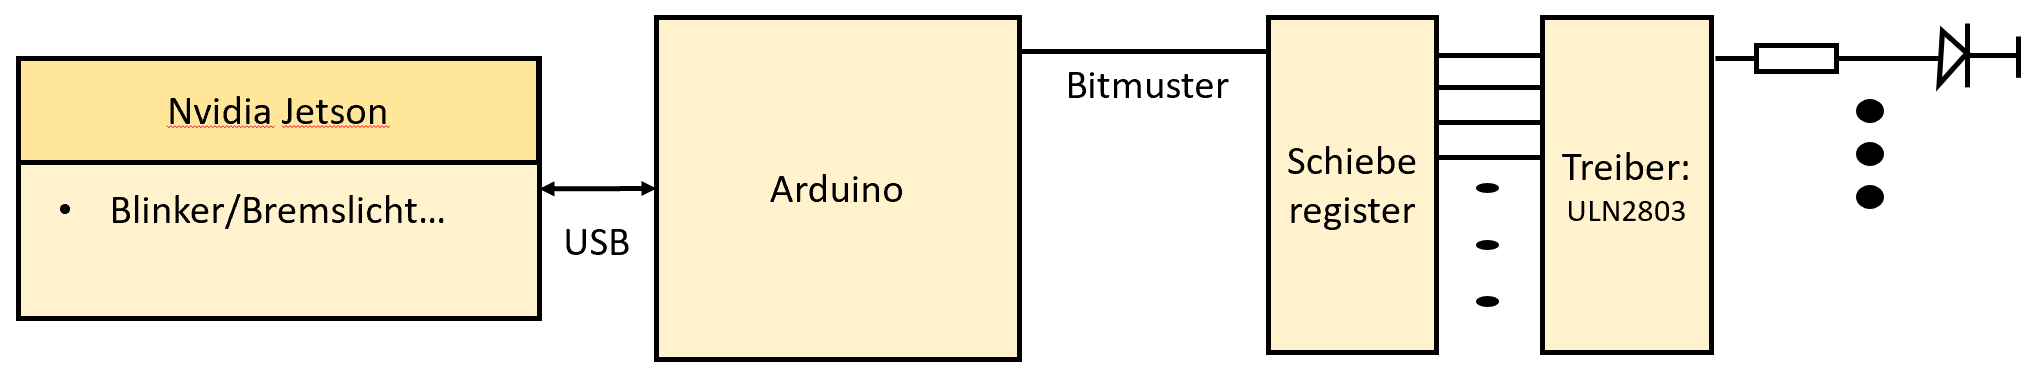 Nvidia Jetson
• Blinker/Bremslicht...
USB
Arduino
Bitmuster
Schiebe
register
Treiber:
ULN2803